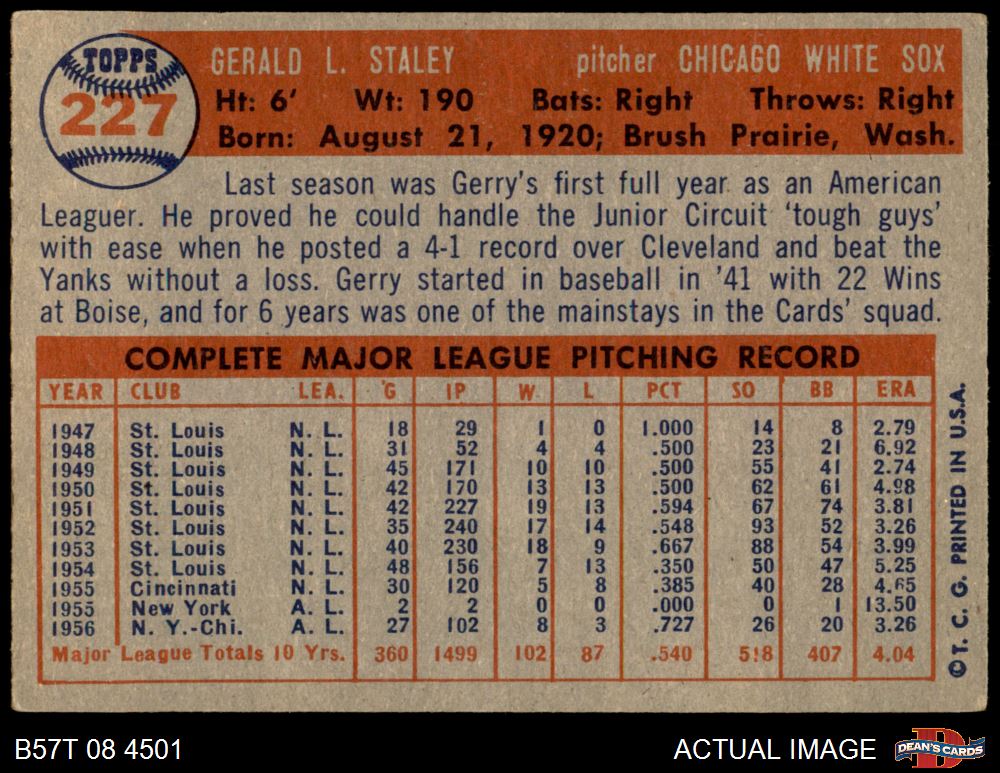 TOPPS
227
GERALD L. STALEY pitcher CHICAGO WHITE SOX
Ht: 6' Wt: 190 Bats: Right Throws: Right
Born: August 21, 1920; Brush Prairie, Wash.
Last season was Gerry's first full year as an American
Leaguer. He proved he could handle the Junior Circuit 'tough guys'
with ease when he posted a 4-1 record over Cleveland and beat the
Yanks without a loss. Gerry started in baseball in '41 with 22 Wins
at Boise, and for 6 years was one of the mainstays in the Cards' squad.
COMPLETE MAJOR LEAGUE PITCHING RECORD
YEAR CLUB LEA. G IP W L PCT SO BB ERA
1947 St. Louis N. L. 18 29 1 0 1.000 14 8 2.79
1948 St. Louis N. L. 31 52 4 4 .500 23 21 6.92
1949 St. Louis N. L. 45 171 10 10 .500 55 41 2.74
1950 St. Louis N. L. 42 170 13 13 .500 62 61 4.98
1951 St. Louis N. L. 42 227 19 13 .594 67 74 3.81
1952 St. Louis N. L. 35 240 17 14 .548 93 52 3.26
1953 St. Louis N. L. 40 230 18 9 .667 88 54 3.99
1954 St. Louis N. L. 48 156 7 13 .350 50 47 5.25
1955 Cincinnati N. L. 30 120 5 8 .385 40 28 4.65
1955 New York A. L. 2 2 0 0 .000 0 1 13.50
1956 N. Y.-Chi. A. L. 27 102 8 3 .727 26 20 3.26
Major League Totals 10 Yrs. 360 1499 102 87 .540 518 407 4.04
©T. C. G. PRINTED IN U.S.A.
B57T 08 4501
ACTUAL IMAGE
D
DEAN'S CARDS